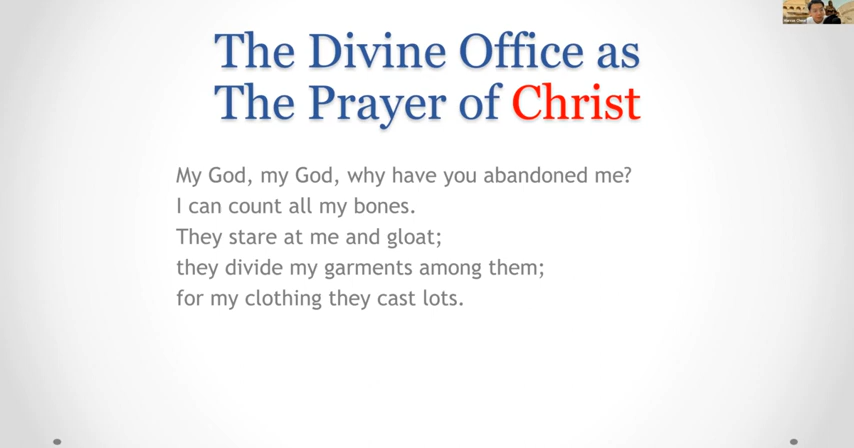 The Divine Office as
The Prayer of Christ
My God, my God, why have you abandoned me?
I can count all my bones.
They stare at me and gloat;
they divide my garments among them;
for my clothing they cast lots.